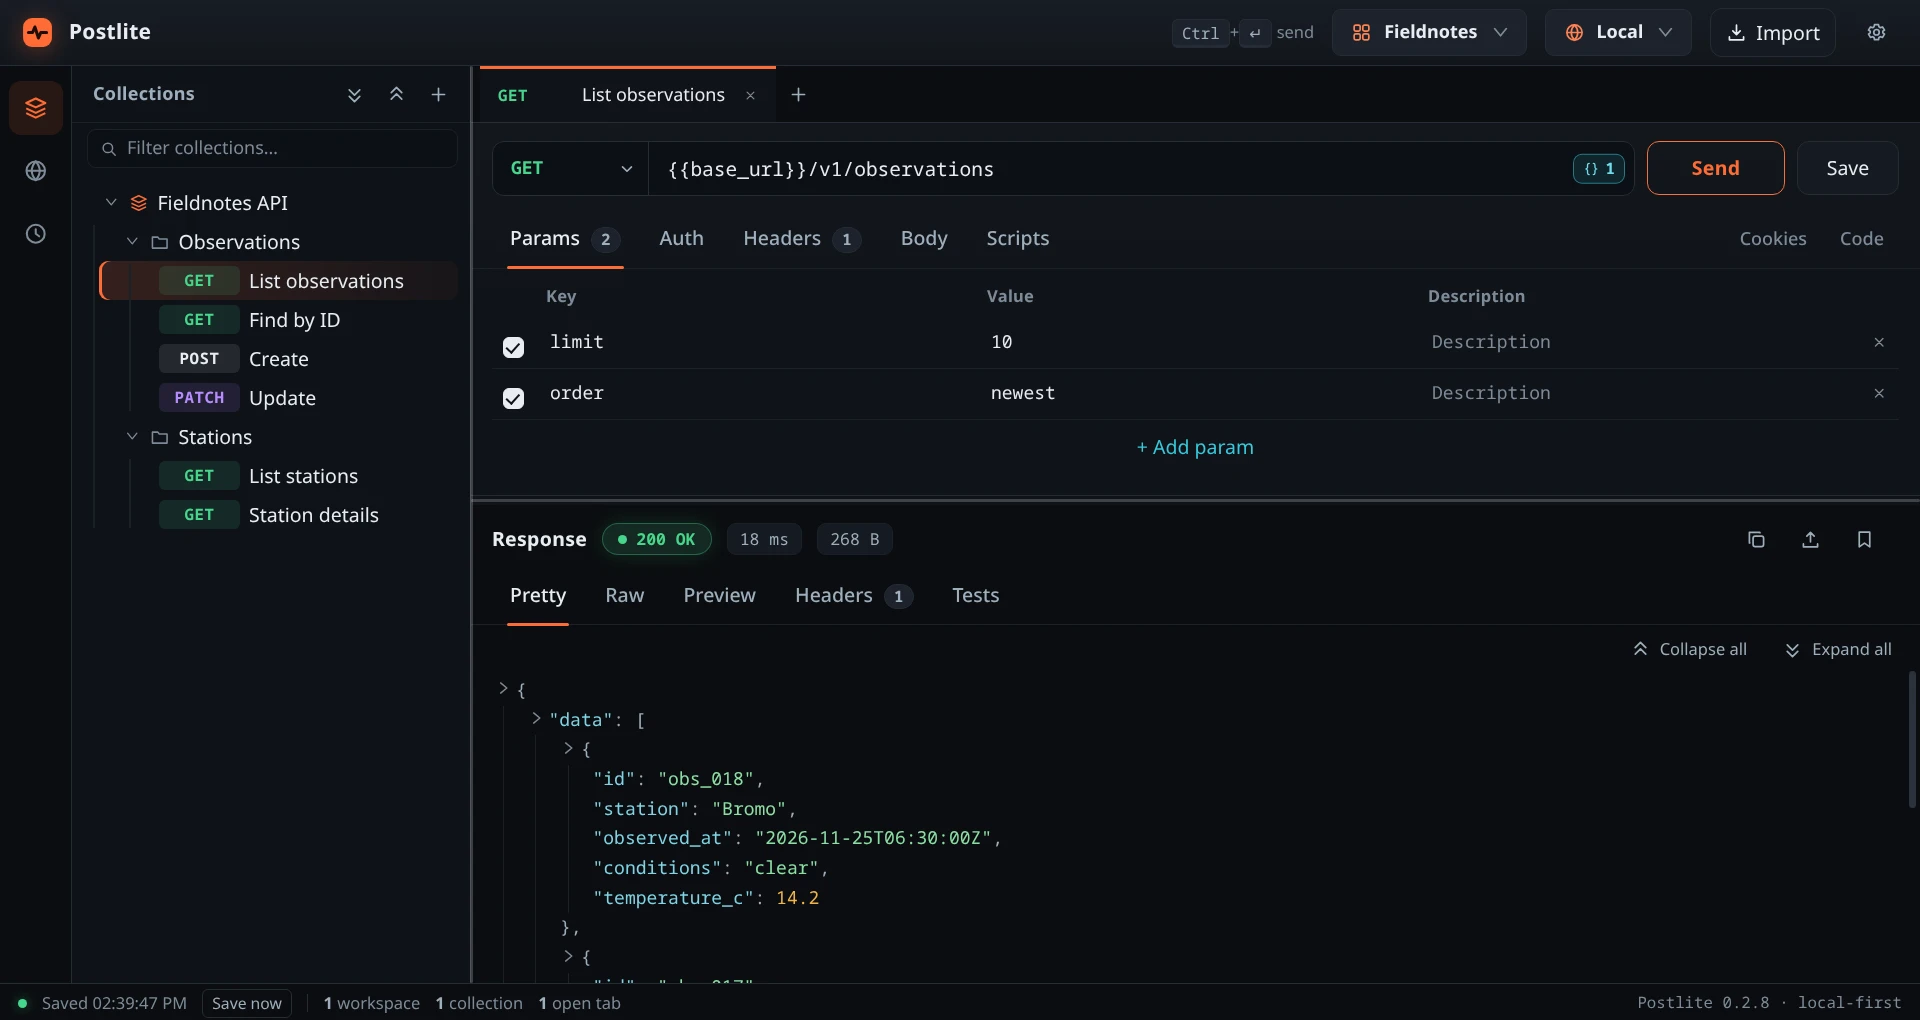 Postlite
Ctrl + ↵ send
Fieldnotes
Local
Import
Collections
Filter collections...
Fieldnotes API
Observations
GET List observations
GET Find by ID
POST Create
PATCH Update
Stations
GET List stations
GET Station details
GET List observations × +
GET {{base_url}}/v1/observations {} 1
Send
Save
Params 2 Auth Headers 1 Body Scripts
Cookies Code
Key Value Description
limit 10 Description ×
order newest Description ×
+ Add param
Response 200 OK 18 ms 268 B
Pretty Raw Preview Headers 1 Tests
Collapse all Expand all
{
"data": [
{
"id": "obs_018",
"station": "Bromo",
"observed_at": "2026-11-25T06:30:00Z",
"conditions": "clear",
"temperature_c": 14.2
},
{
Saved 02:39:47 PM Save now 1 workspace 1 collection 1 open tab
Postlite 0.2.8 · local-first